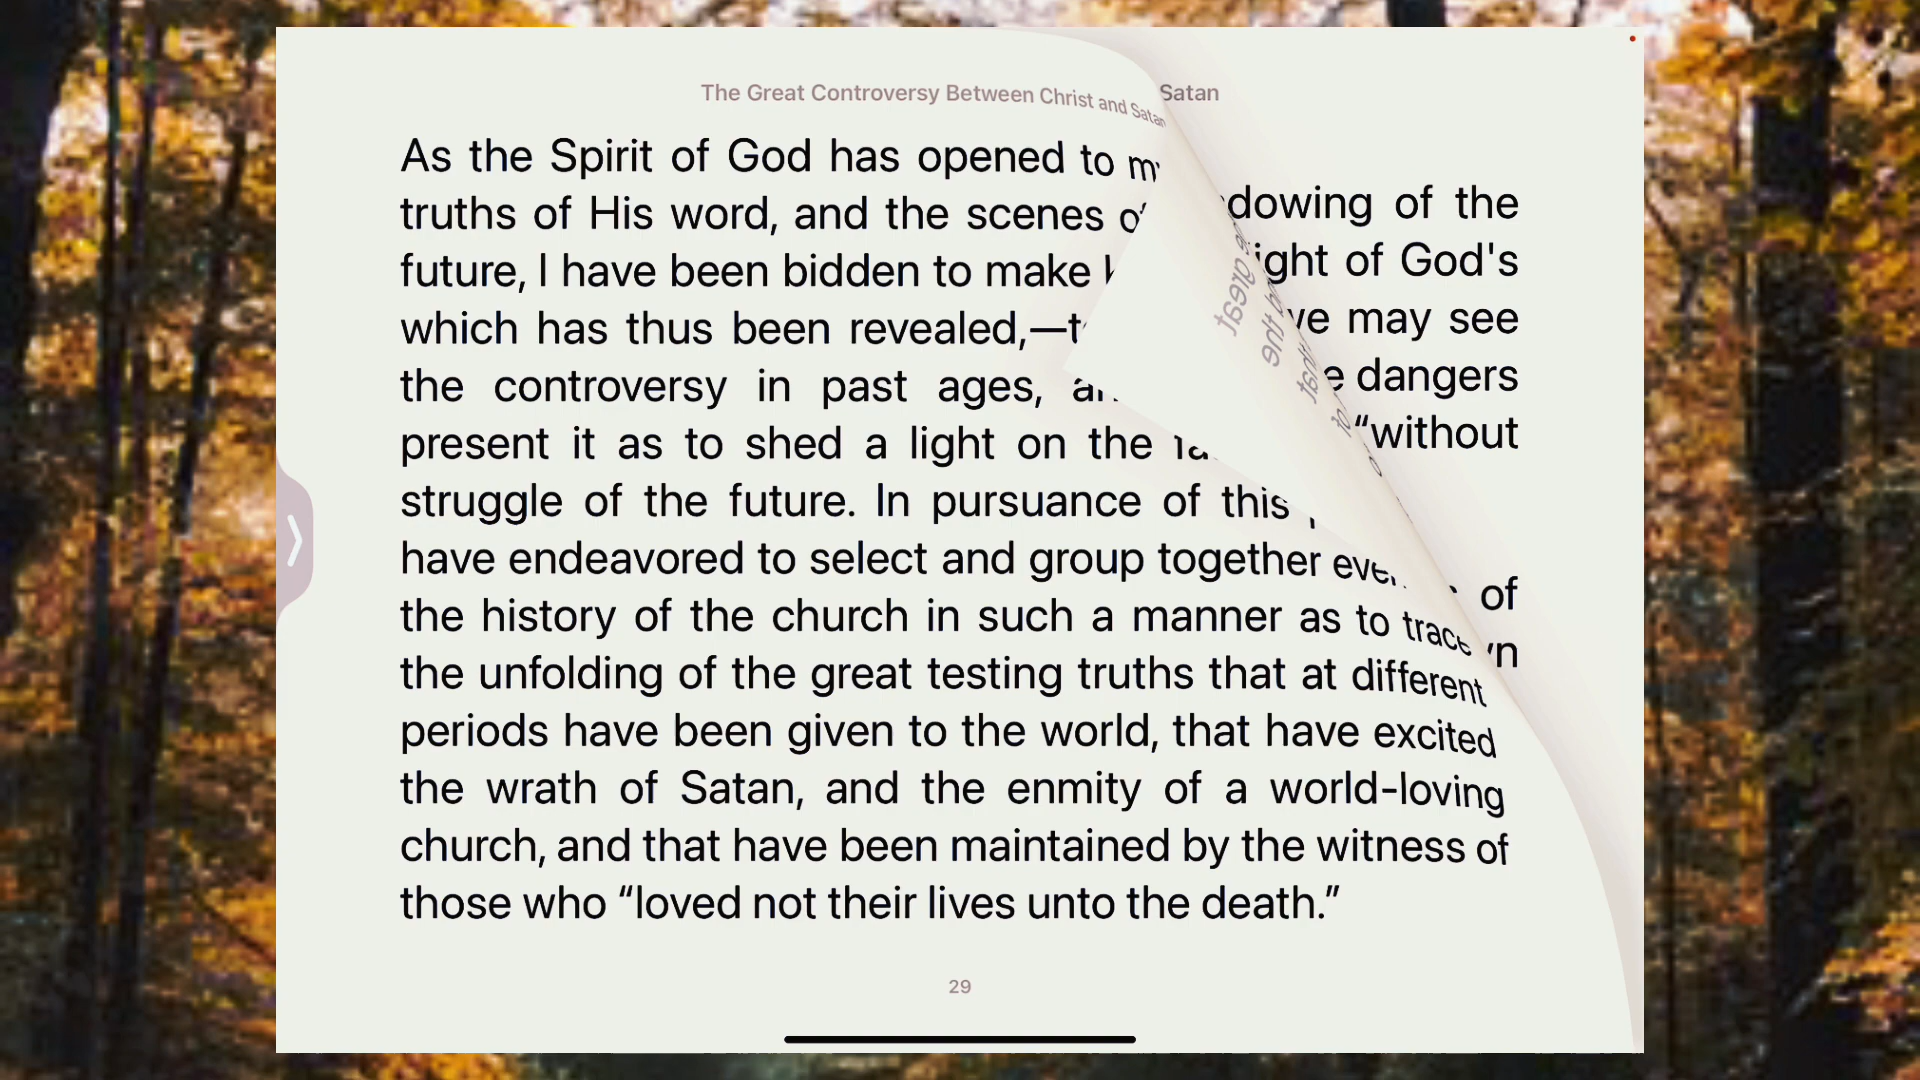 The Great Controversy Between Christ and Satan Satan
As the Spirit of God has opened to
truths of His word, and the scenes
future, I have been bidden to make
which has thus been revealed,—
the controversy in past ages,
present it as to shed a light on the
struggle of the future. In pursuance of this
have endeavored to select and group together
the history of the church in such a manner as to trace
the unfolding of the great testing truths that at different
periods have been given to the world, that have excited
the wrath of Satan, and the enmity of a world-loving
church, and that have been maintained by the witness of
those who “loved not their lives unto the death.”
of the
of God's
may see
dangers
“without
of
great
the
29